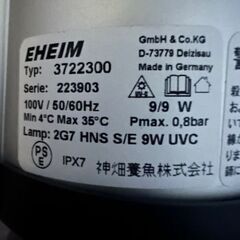 EHEIM
GmbH & Co.KG
D-73779 Deizisau
Typ: 3722300
Made in Germany
Serie: 223903
100V / 50/60Hz
9/9 W
Min 4°C Max 35°C
Pmax. 0,8bar
Lamp: 2G7 HNS S/E 9W UVC
PSE
IPX7
神畑養魚株式会社